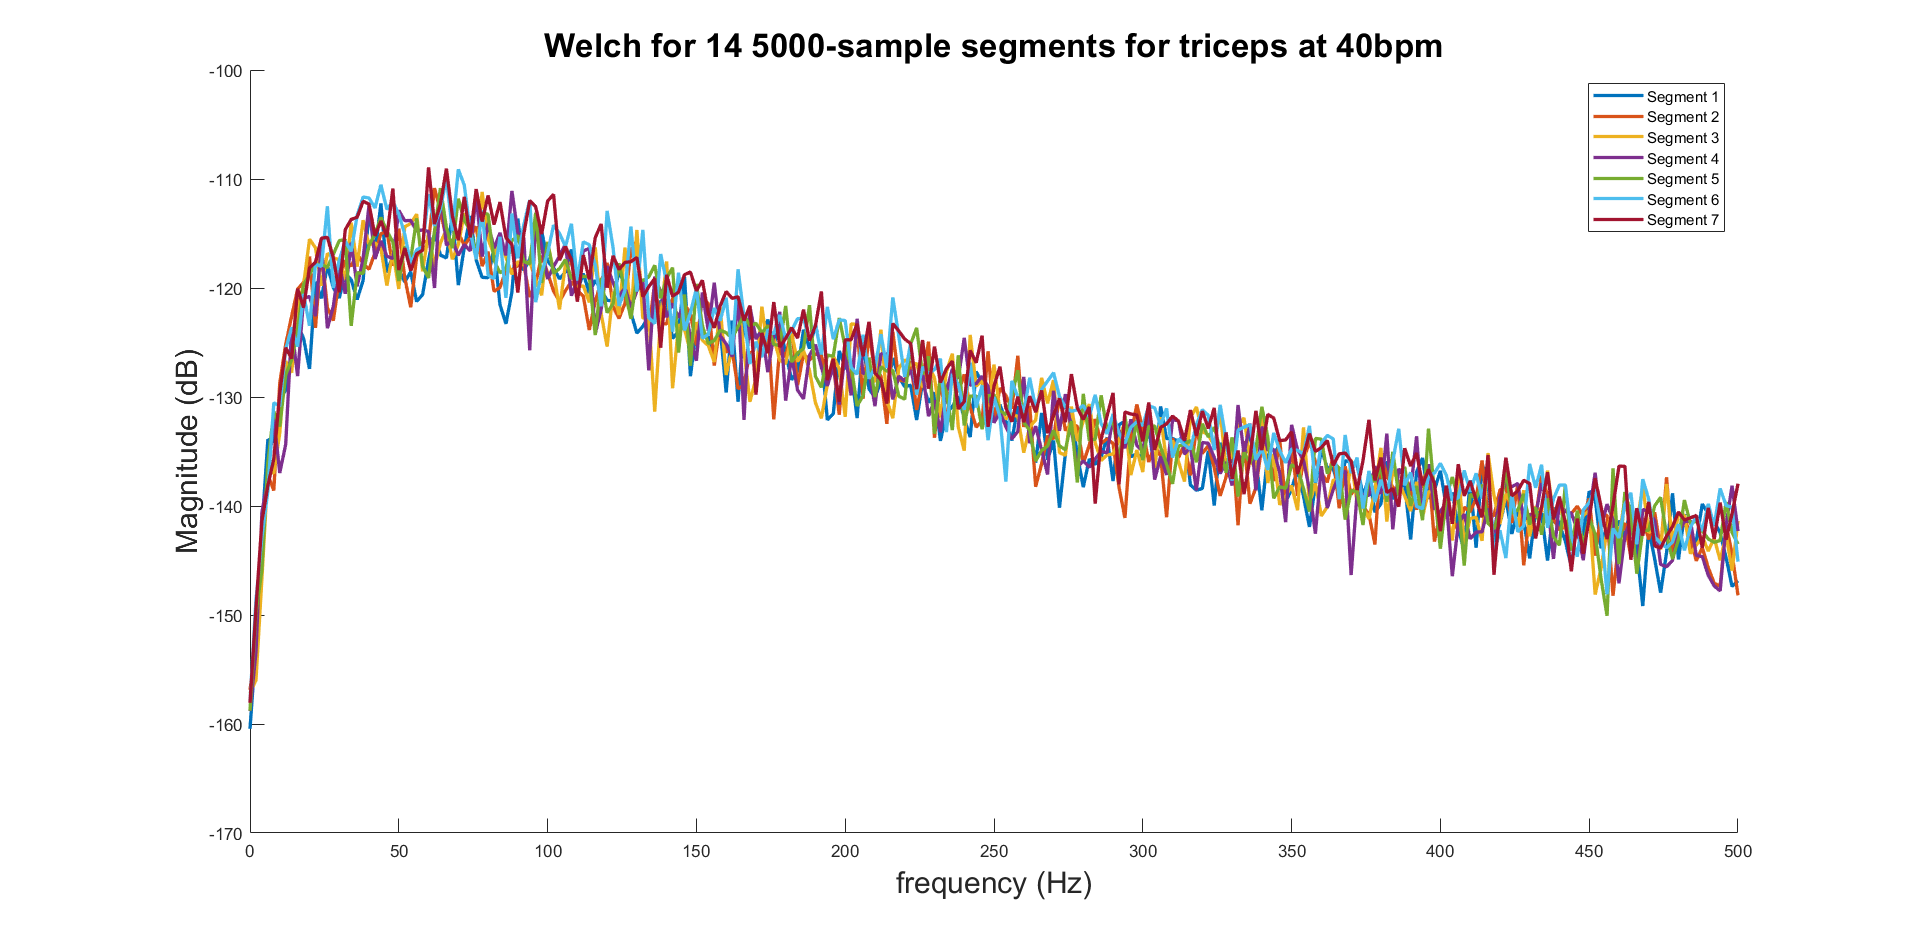 Welch for 14 5000-sample segments for triceps at 40bpm
-100
-110
-120
-130
-140
-150
-160
-170
Magnitude (dB)
Segment 1
Segment 2
Segment 3
Segment 4
Segment 5
Segment 6
Segment 7
0 50 100 150 200 250 300 350 400 450 500
frequency (Hz)